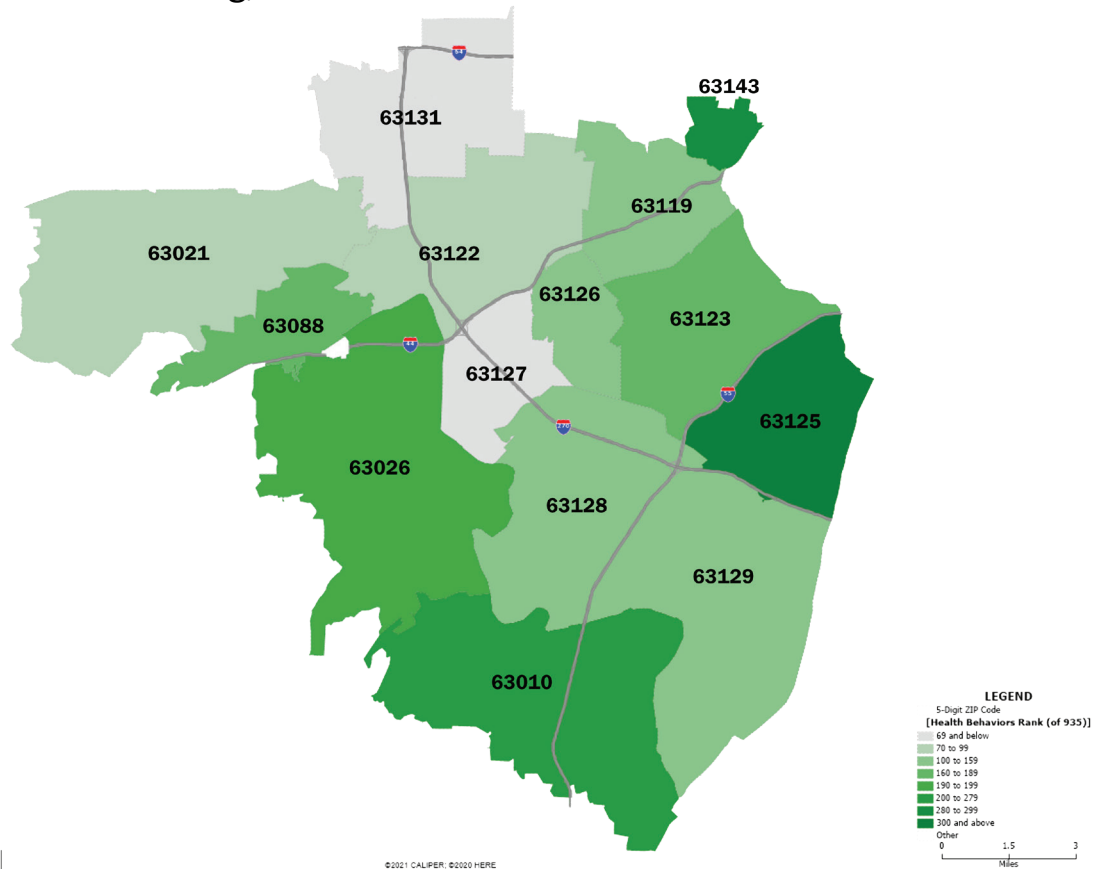 63143
63131
63119
63021
63122
63126
63088
63123
63127
63125
63026
63128
63129
63010
44
55
270
LEGEND
5-Digit ZIP Code
[Health Behaviors Rank (of 935)]
69 and below
70 to 99
100 to 159
160 to 189
190 to 199
200 to 279
280 to 299
300 and above
Other
0 1.5 3
Miles
©2021 CALIPER; ©2020 HERE